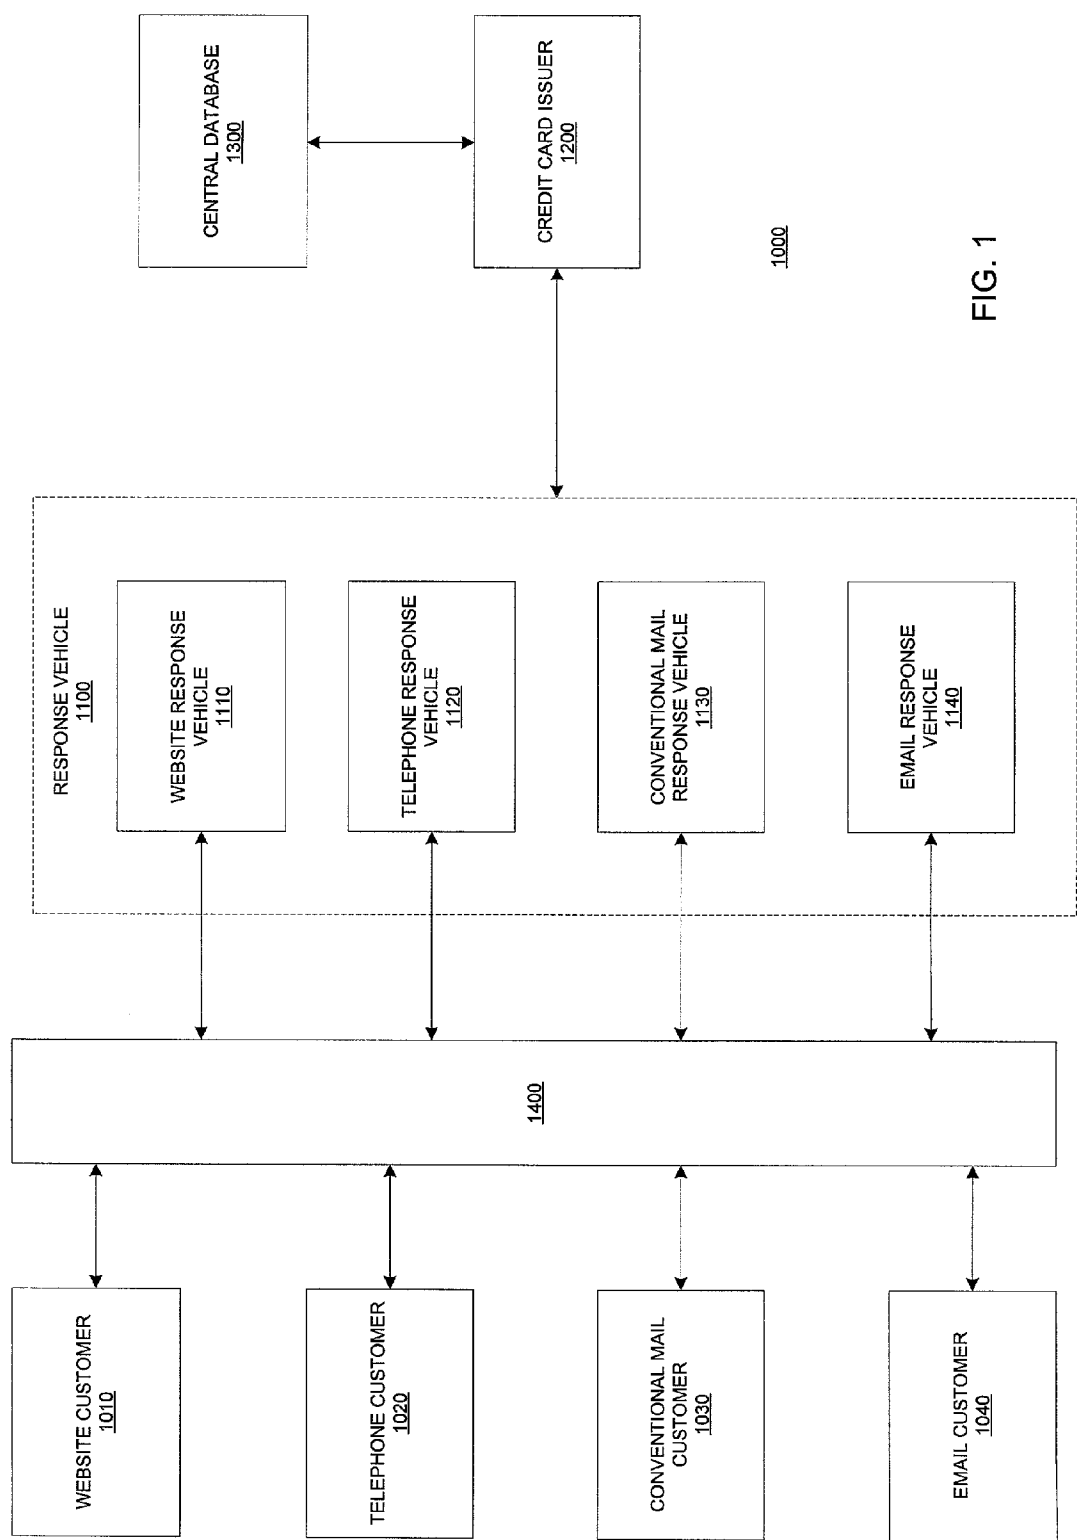 WEBSITE CUSTOMER
1010
TELEPHONE CUSTOMER
1020
CONVENTIONAL MAIL
CUSTOMER
1030
EMAIL CUSTOMER
1040
1400
RESPONSE VEHICLE
1100
WEBSITE RESPONSE
VEHICLE
1110
TELEPHONE RESPONSE
VEHICLE
1120
CONVENTIONAL MAIL
RESPONSE VEHICLE
1130
EMAIL RESPONSE
VEHICLE
1140
CENTRAL DATABASE
1300
CREDIT CARD ISSUER
1200
1000
FIG. 1